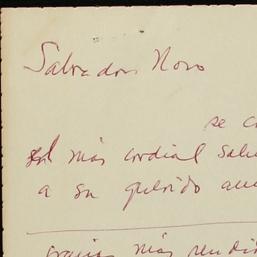 Salvador Novo
se c
el más cordial salu
a su querido am
gracias más rendi